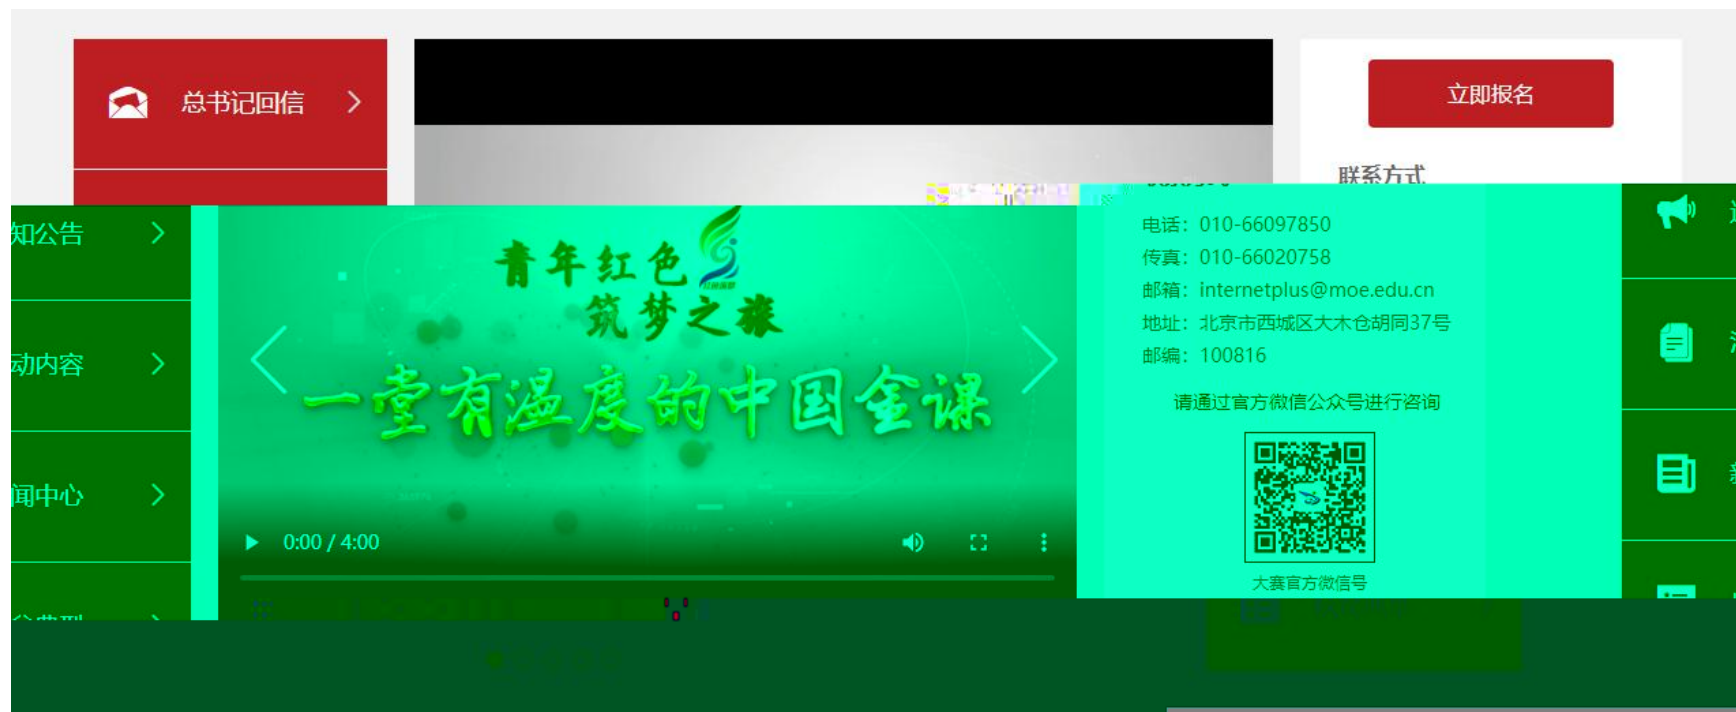 总书记回信
立即报名
联系方式
知公告
电话：010-66097850
传真：010-66020758
邮箱：internetplus@moe.edu.cn
地址：北京市西城区大木仓胡同37号
邮编：100816
青年红色
筑梦之旅
动内容
一堂有温度的中国金课
请通过官方微信公众号进行咨询
闻中心
0:00 / 4:00
大赛官方微信号